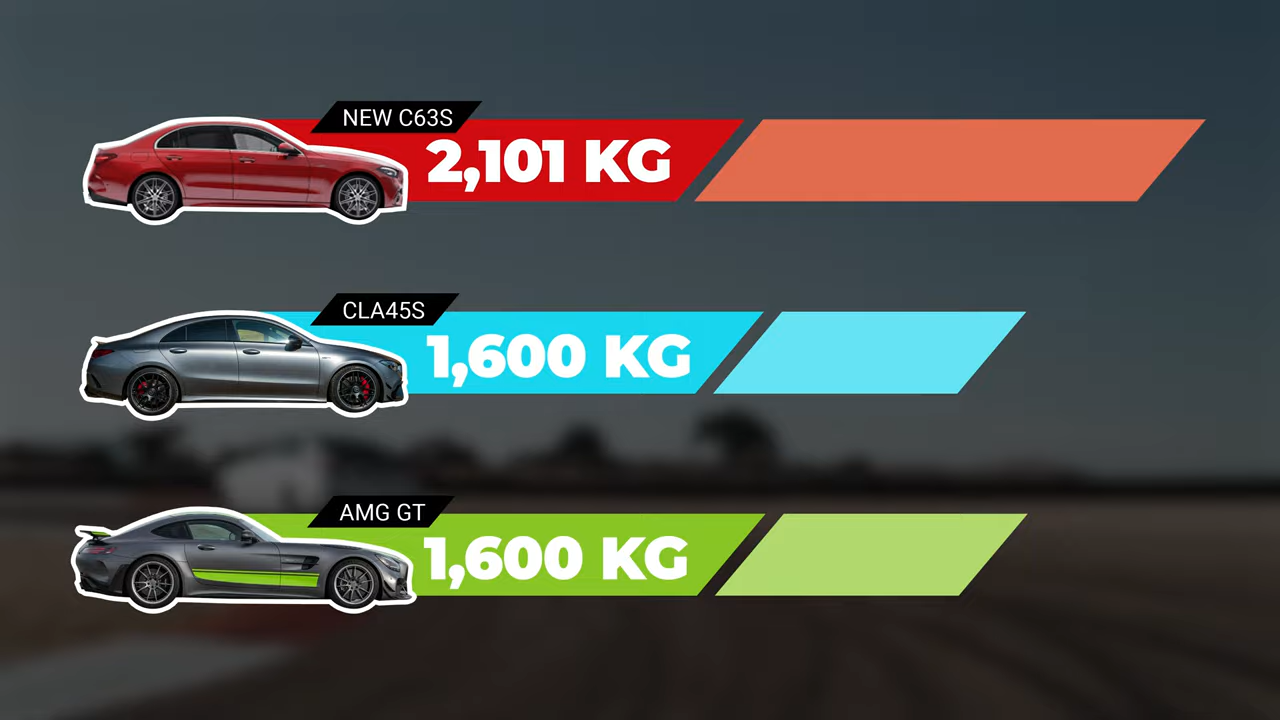 NEW C63S
2,101 KG
CLA45S
1,600 KG
AMG GT
1,600 KG